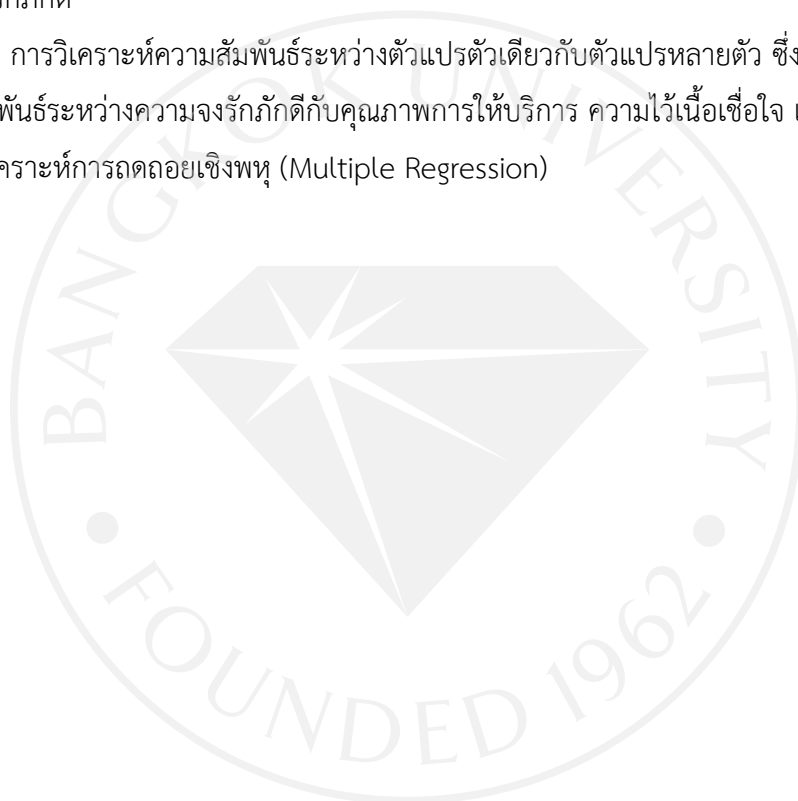 การวิเคราะห์ความสัมพันธ์ระหว่างตัวแปรตัวเดียวกับตัวแปรหลายตัว ซึ่ง
พันธ์ระหว่างความจงรักภักดีกับคุณภาพการให้บริการ ความไว้เนื้อเชื่อใจ แ
คราะห์การถดถอยเชิงพหุ (Multiple Regression)
BANGKOK UNIVERSITY
FOUNDED 1962